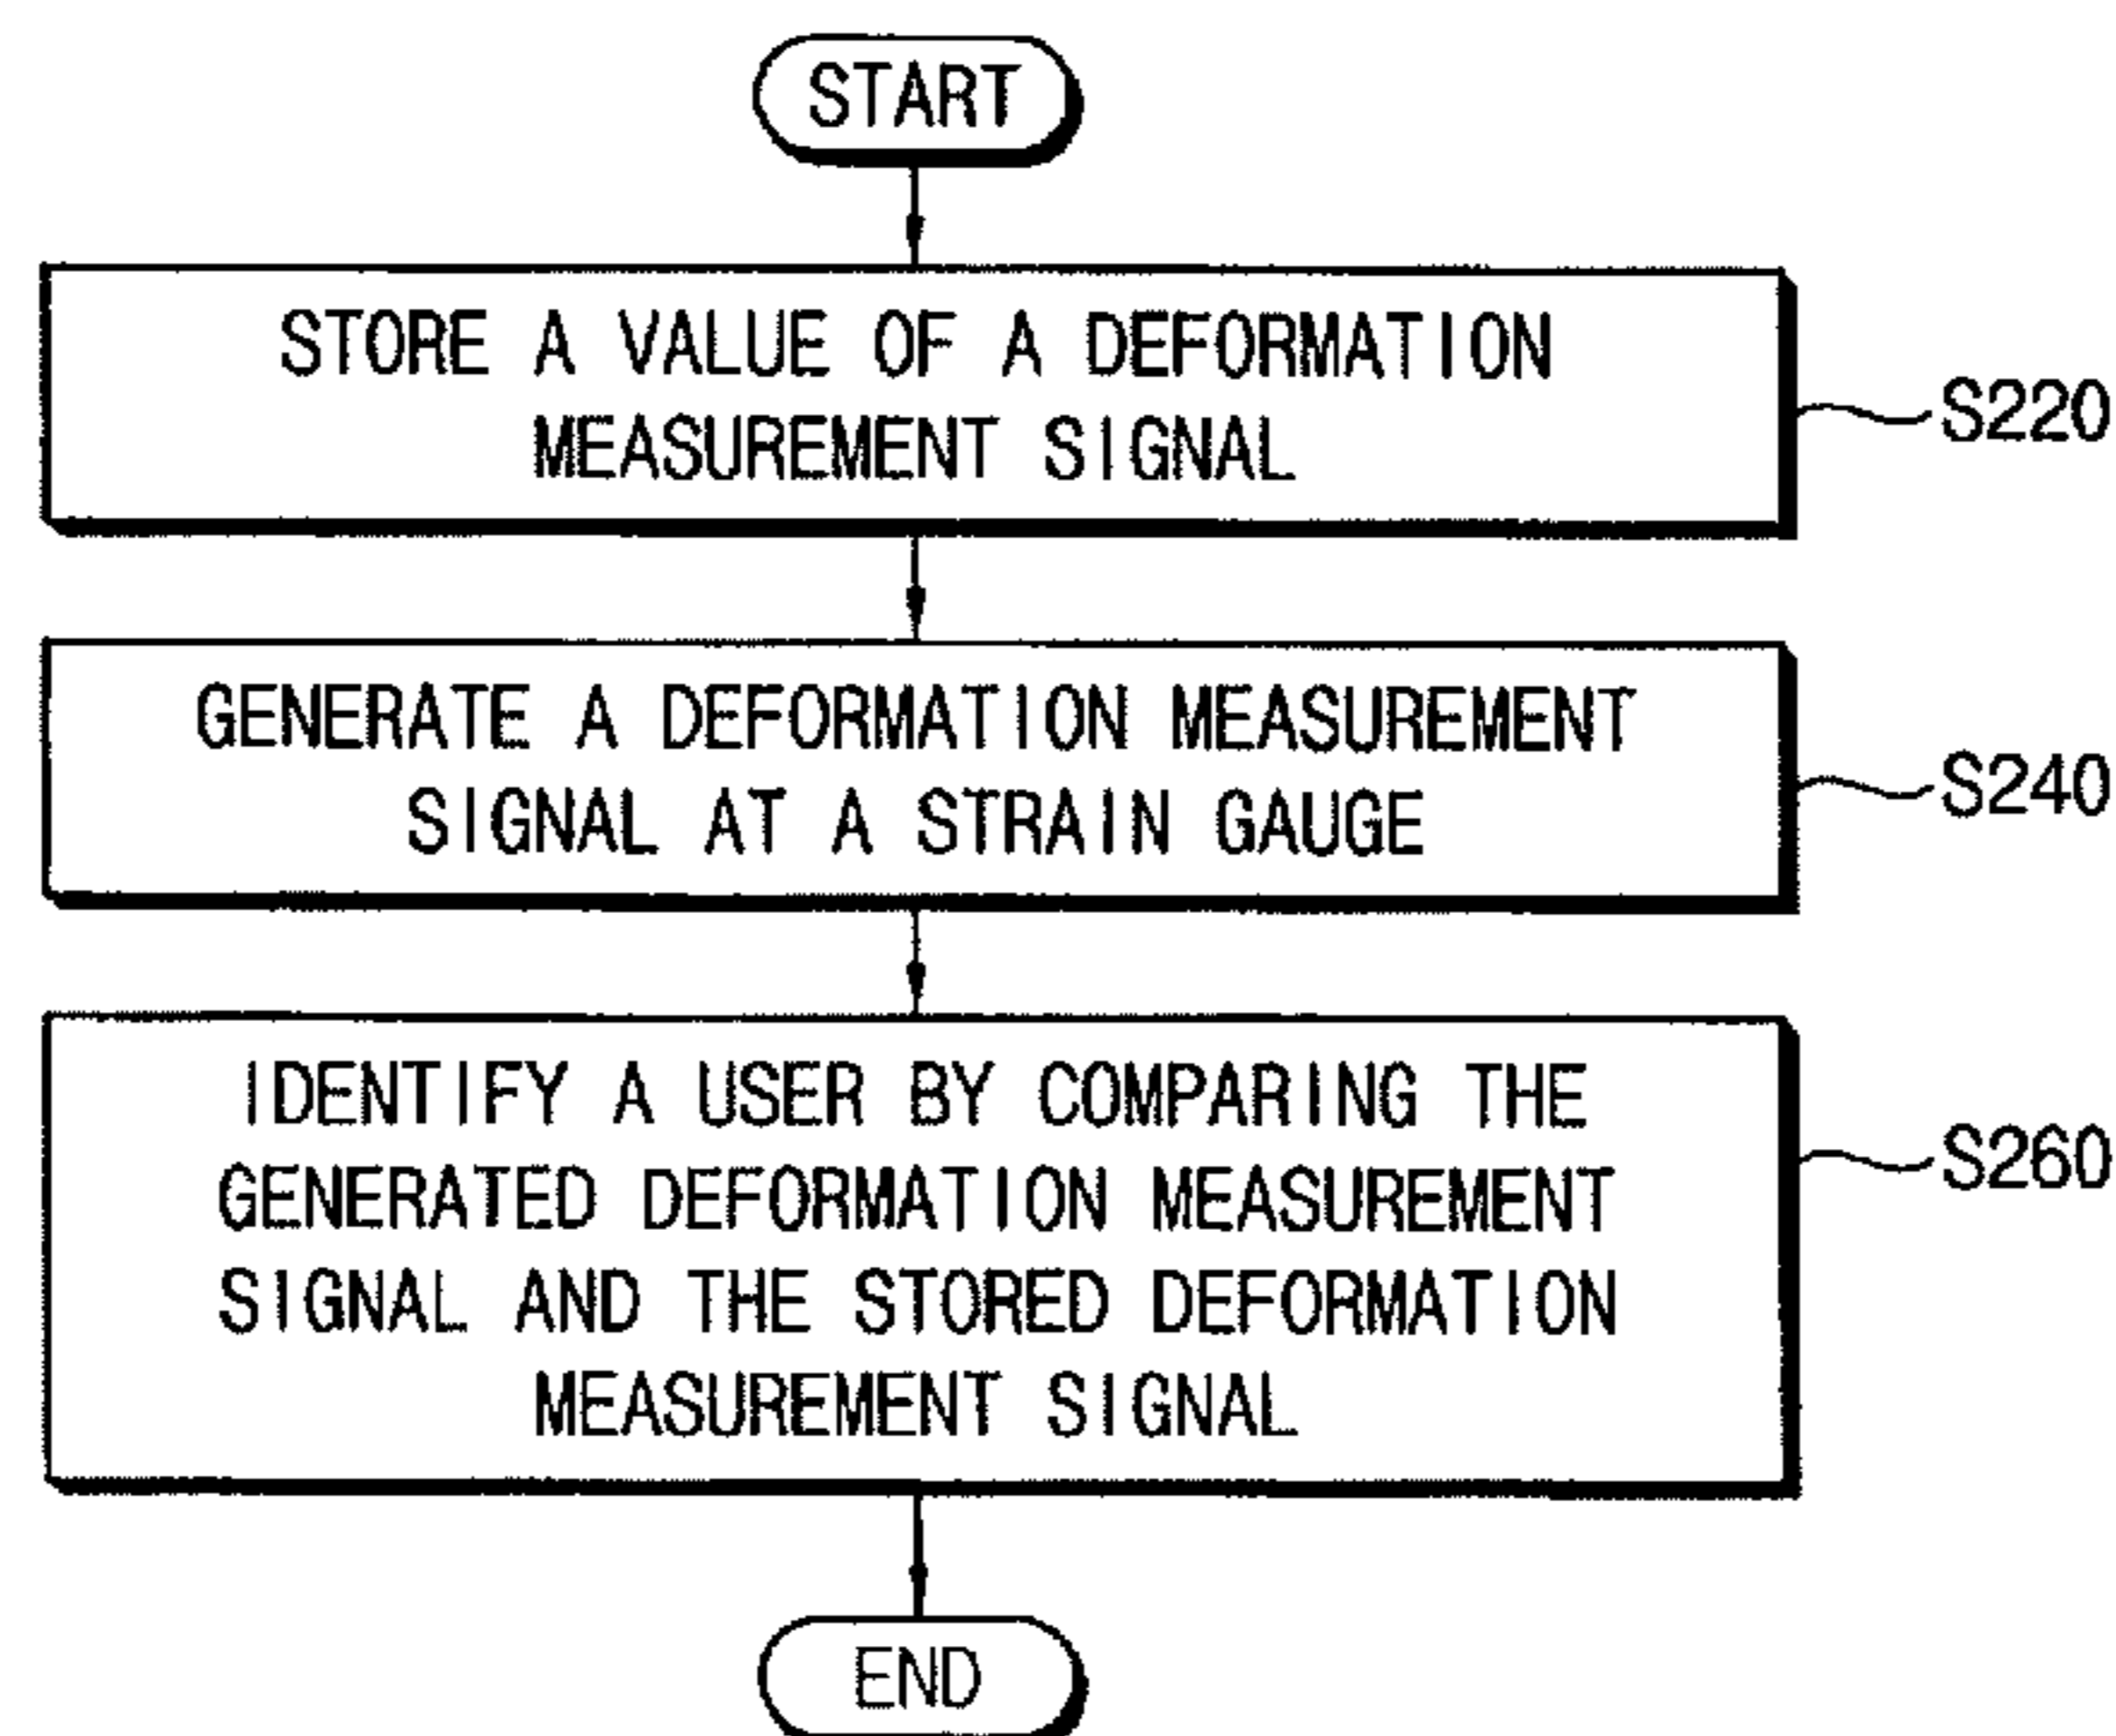 START
STORE A VALUE OF A DEFORMATION
MEASUREMENT SIGNAL
S220
GENERATE A DEFORMATION MEASUREMENT
SIGNAL AT A STRAIN GAUGE
S240
IDENTIFY A USER BY COMPARING THE
GENERATED DEFORMATION MEASUREMENT
SIGNAL AND THE STORED DEFORMATION
MEASUREMENT SIGNAL
S260
END